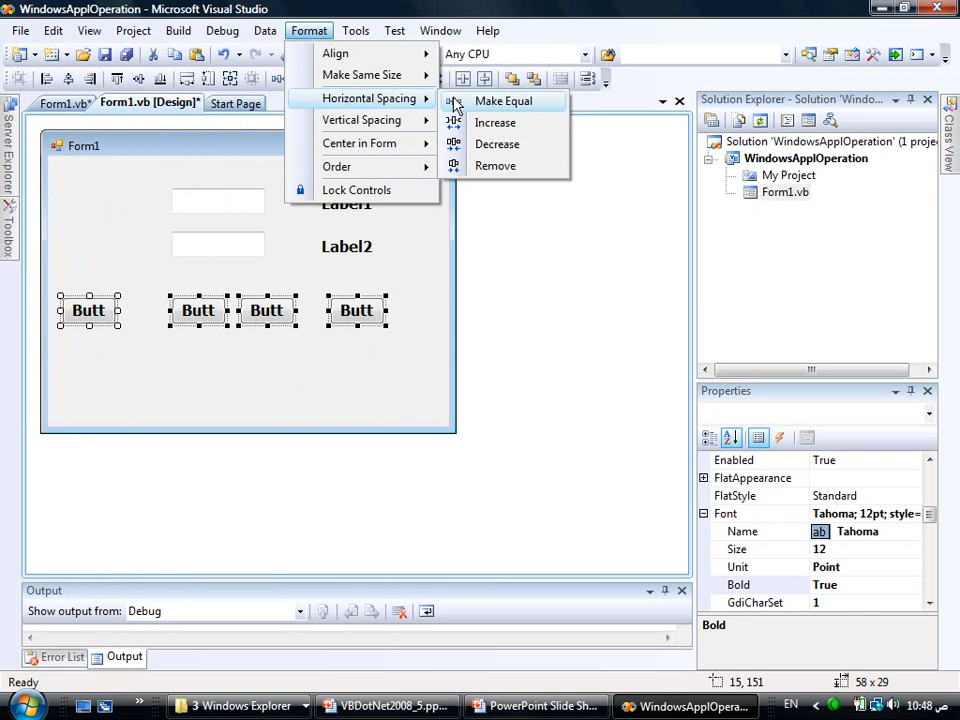 WindowsApplOperation - Microsoft Visual Studio
File Edit View Project Build Debug Data Format Tools Test Window Help
Any CPU
Form1.vb* Form1.vb [Design]* Start Page
Align
Make Same Size
Horizontal Spacing
Vertical Spacing
Center in Form
Order
Lock Controls
Make Equal
Increase
Decrease
Remove
Server Explorer
Toolbox
Form1
Label1
Label2
Butt Butt Butt Butt
Solution Explorer - Solution 'Windo...
Solution 'WindowsApplOperation' (1 projec
WindowsApplOperation
My Project
Form1.vb
Class View
Properties
Enabled True
FlatAppearance
FlatStyle Standard
Font Tahoma; 12pt; style=
Name ab Tahoma
Size 12
Unit Point
Bold True
GdiCharSet 1
Bold
Output
Show output from: Debug
Error List Output
Ready 15, 151 58 x 29
3 Windows Explorer VBDotNet2008_5.pp... PowerPoint Slide Sh... WindowsApplOpera... EN 10:48 ص